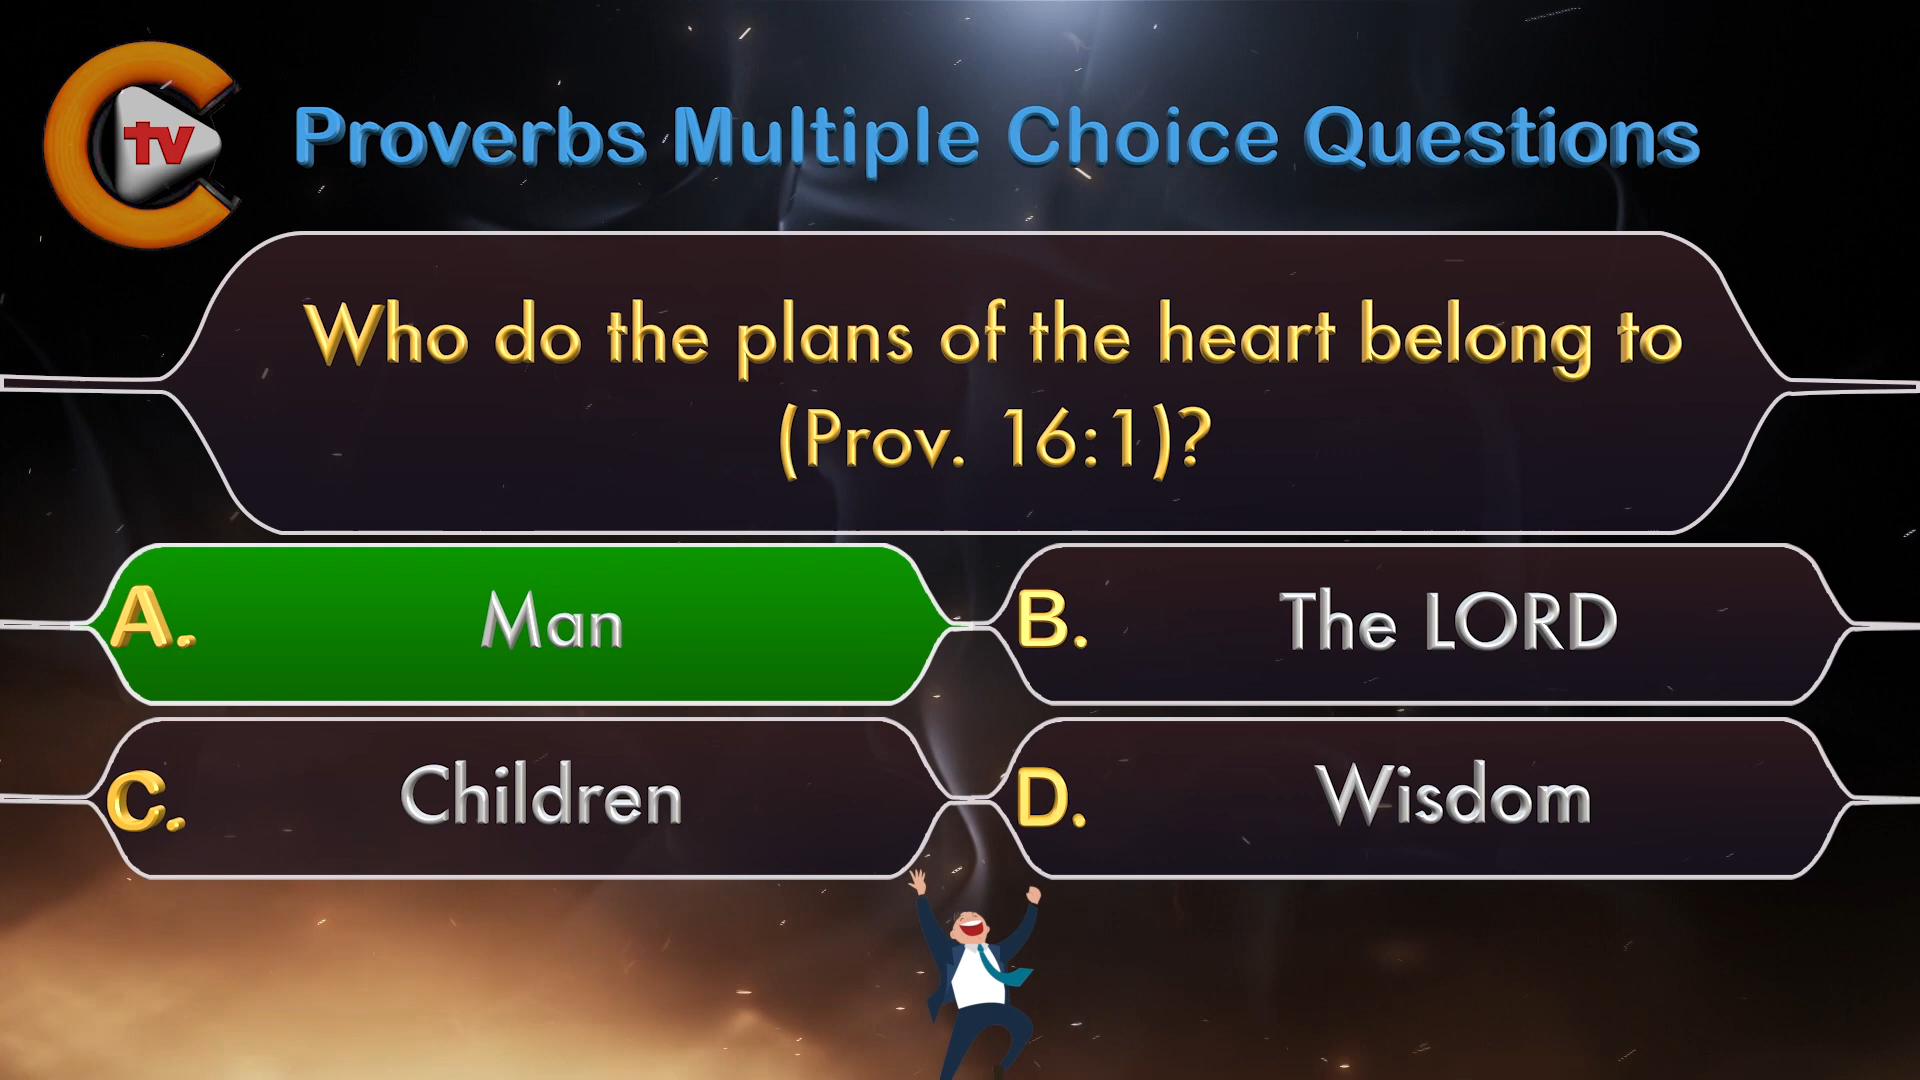 tv
Proverbs Multiple Choice Questions
Who do the plans of the heart belong to
(Prov. 16:1)?
A. Man
B. The LORD
C. Children
D. Wisdom